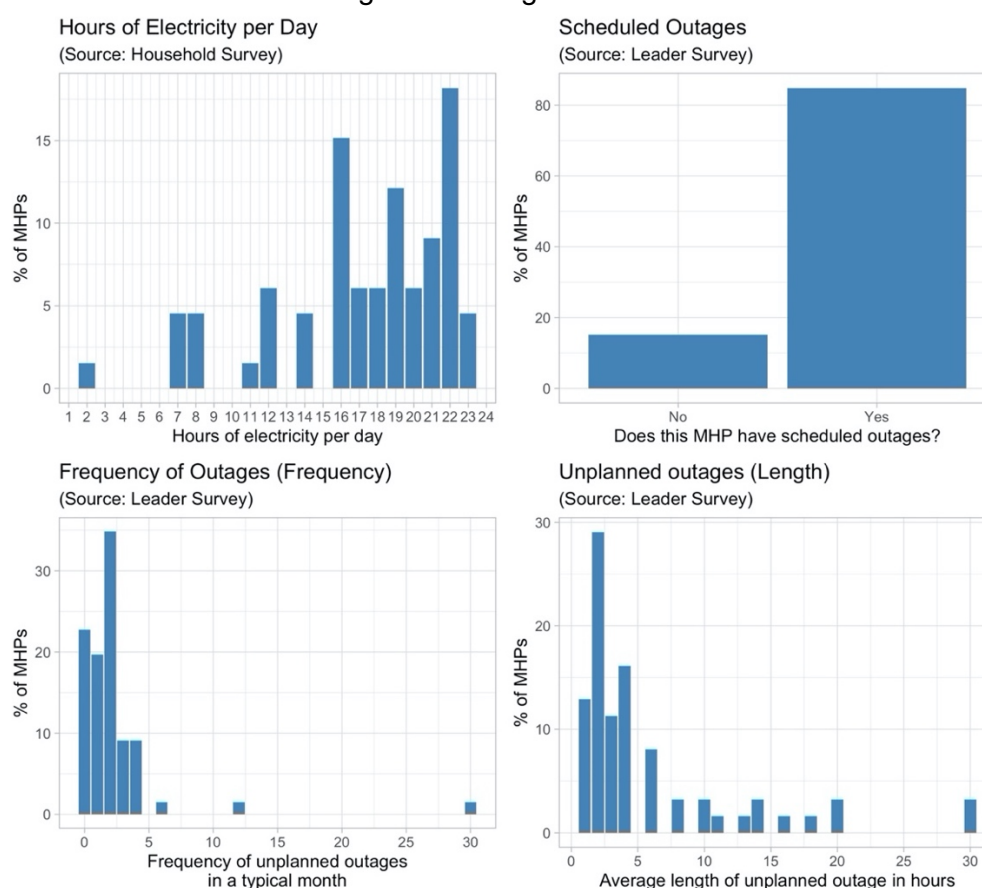 Hours of Electricity per Day
(Source: Household Survey)
% of MHPs
15
10
5
0
1 2 3 4 5 6 7 8 9 10 11 12 13 14 15 16 17 18 19 20 21 22 23 24
Hours of electricity per day
Scheduled Outages
(Source: Leader Survey)
% of MHPs
80
60
40
20
0
No Yes
Does this MHP have scheduled outages?
Frequency of Outages (Frequency)
(Source: Leader Survey)
% of MHPs
30
20
10
0
0 5 10 15 20 25 30
Frequency of unplanned outages
in a typical month
Unplanned outages (Length)
(Source: Leader Survey)
% of MHPs
30
20
10
0
0 5 10 15 20 25 30
Average length of unplanned outage in hours